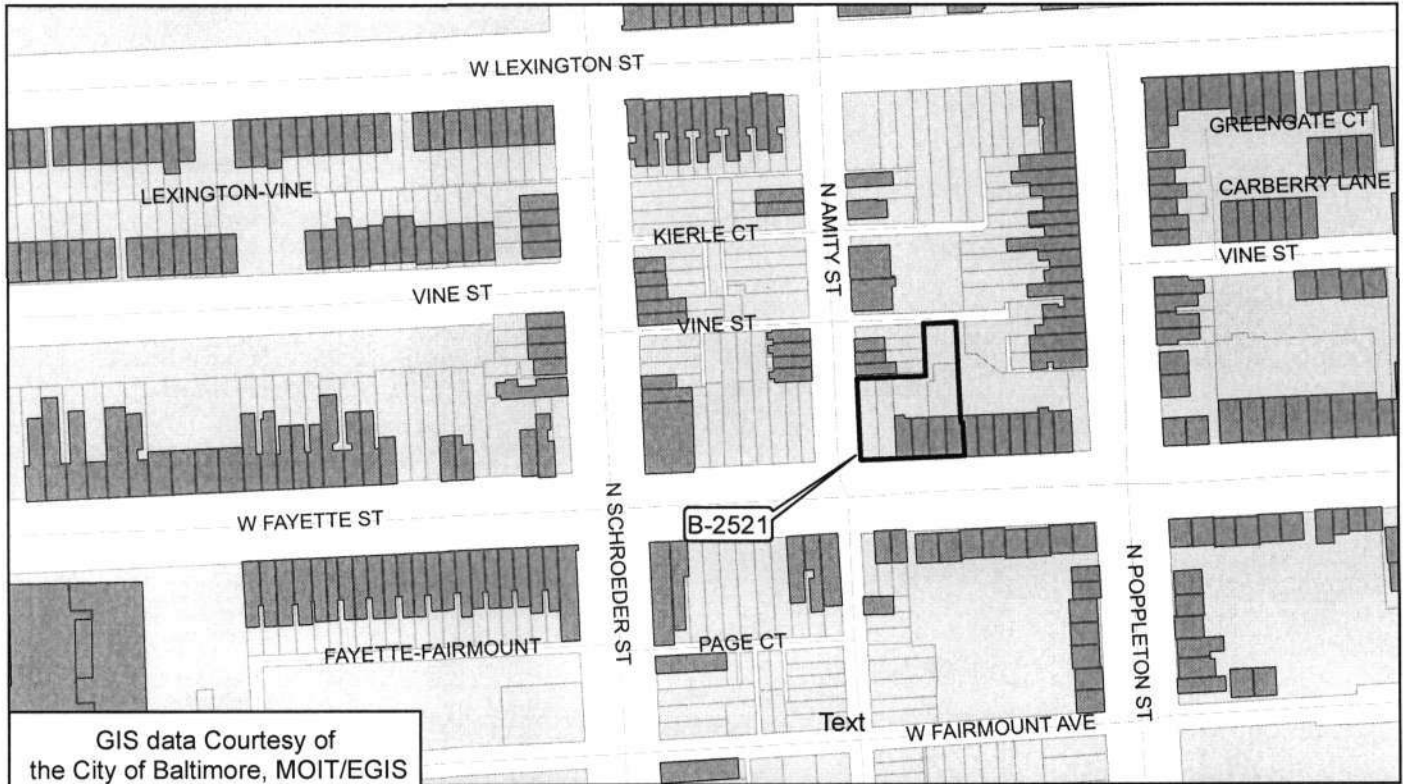 W LEXINGTON ST
GREENGATE CT
LEXINGTON-VINE
N AMITY ST
CARBERRY LANE
KIERLE CT
VINE ST
VINE ST
VINE ST
W FAYETTE ST
N SCHROEDER ST
B-2521
N POPPLETON ST
FAYETTE-FAIRMOUNT
PAGE CT
Text
W FAIRMOUNT AVE
GIS data Courtesy of
the City of Baltimore, MOIT/EGIS